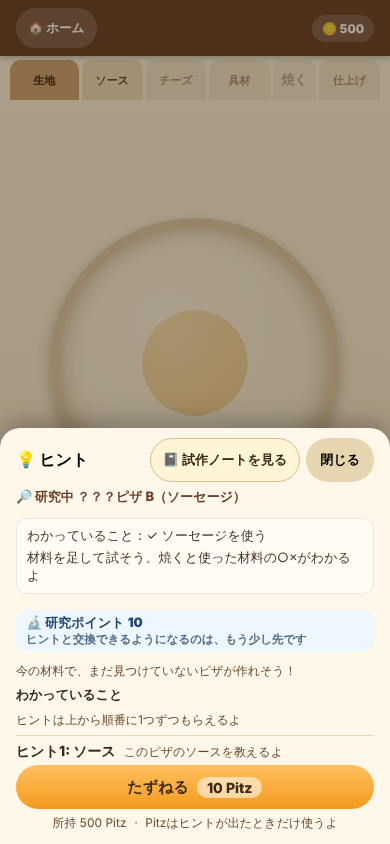 🏠 ホーム
🪙 500
生地 ソース チーズ 具材 焼く 仕上げ
💡 ヒント
📓 試作ノートを見る
閉じる
🔎 研究中 ？？？ピザ B（ソーセージ）
わかっていること：✓ ソーセージを使う
材料を足して試そう。焼くと使った材料の○×がわかる
よ
🔬 研究ポイント 10
ヒントと交換できるようになるのは、もう少し先です
今の材料で、まだ見つけていないピザが作れそう！
わかっていること
ヒントは上から順番に1つずつもらえるよ
ヒント1: ソース このピザのソースを教えるよ
たずねる 10 Pitz
所持 500 Pitz ・ Pitzはヒントが出たときだけ使うよ